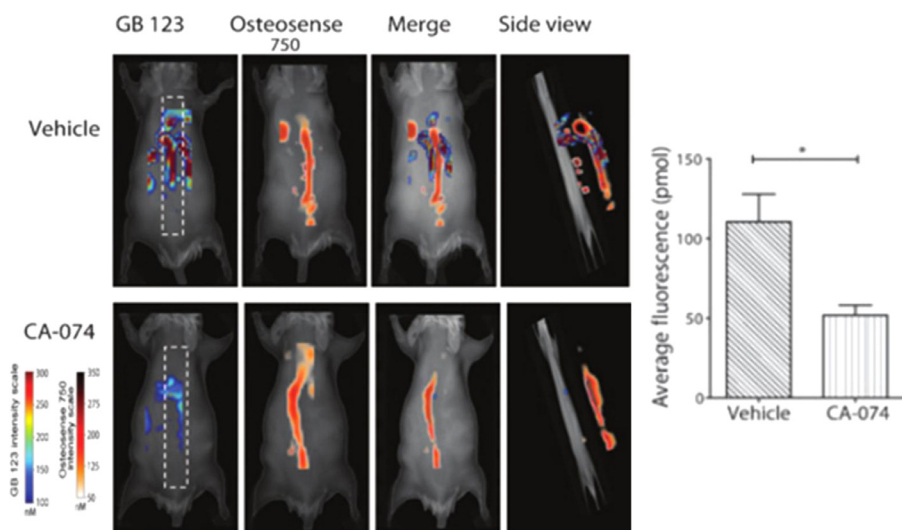 GB 123
Osteosense
750
Merge
Side view
Vehicle
CA-074
GB 123 intensity scale
300
250
200
150
100
nM
Osteosense 750
intensity scale
350
275
200
125
50
nM
Average fluorescence (pmol)
150
100
50
0
*
Vehicle
CA-074